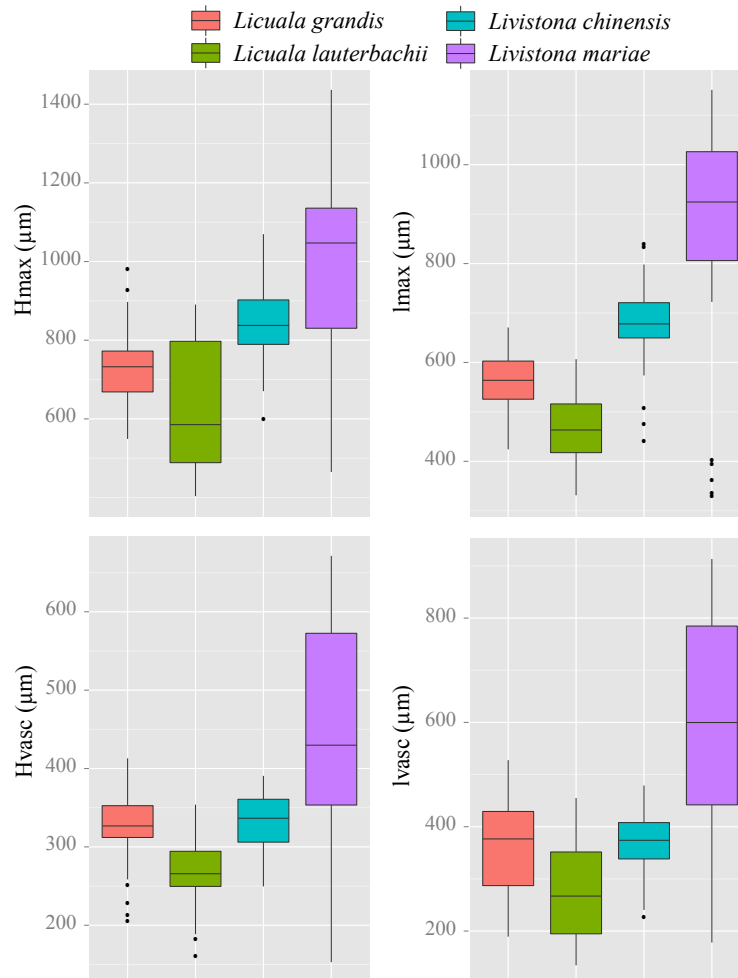 Licuala grandis
Livistona chinensis
Licuala lauterbachii
Livistona mariae
Hmax (µm)
1400
1200
1000
800
600
lmax (µm)
1000
800
600
400
Hvasc (µm)
600
500
400
300
200
lvasc (µm)
800
600
400
200